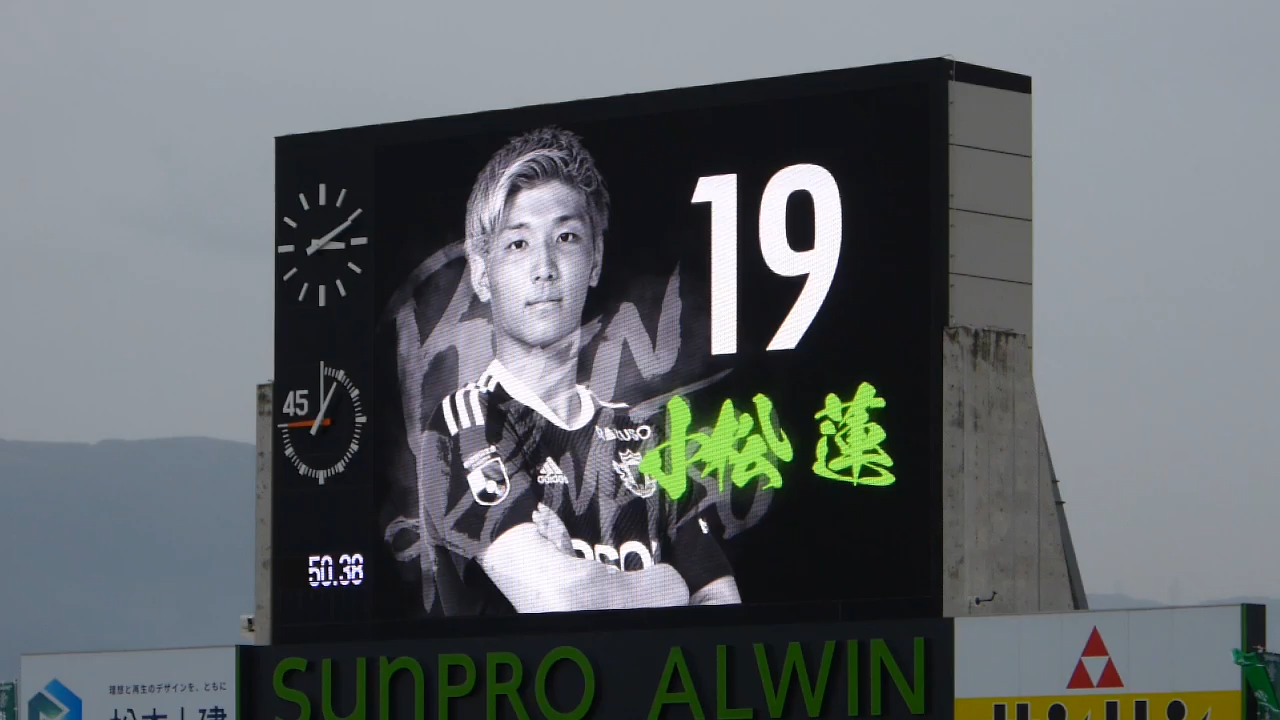 19
小松 蓮
45
50.38
adidas
SUNPRO ALWIN
理想と再生のデザインを、ともに